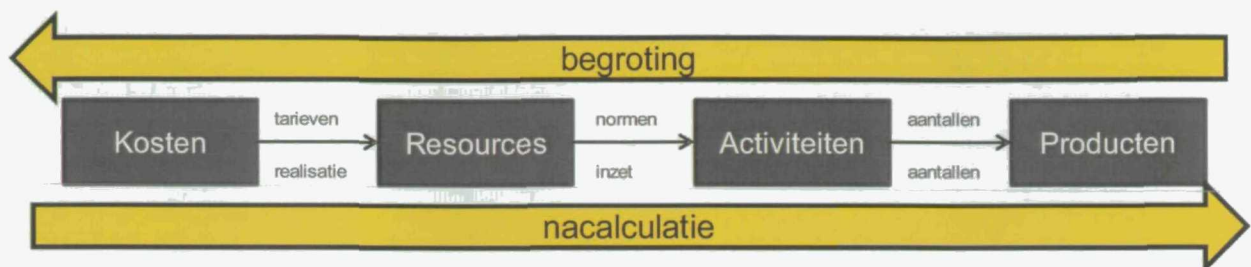 begroting
tarieven normen aantallen
Kosten Resources Activiteiten Producten
realisatie inzet aantallen
nacalculatie